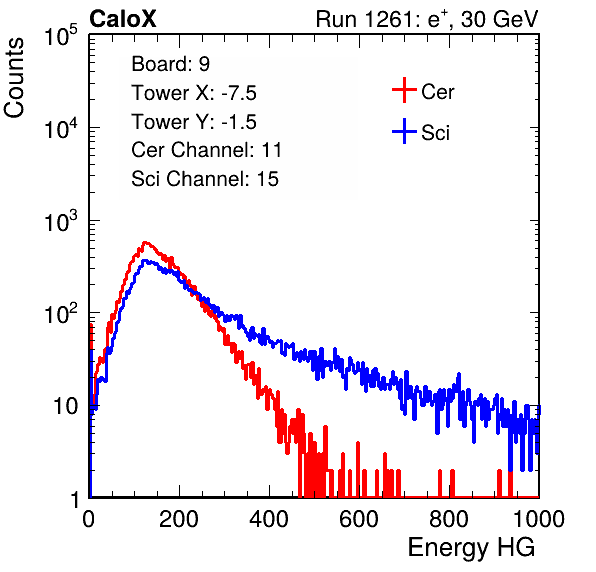 CaloX
Run 1261: e+, 30 GeV
Counts
10^5
10^4
10^3
10^2
10
1
Board: 9
Tower X: -7.5
Tower Y: -1.5
Cer Channel: 11
Sci Channel: 15
Cer
Sci
0 200 400 600 800 1000
Energy HG